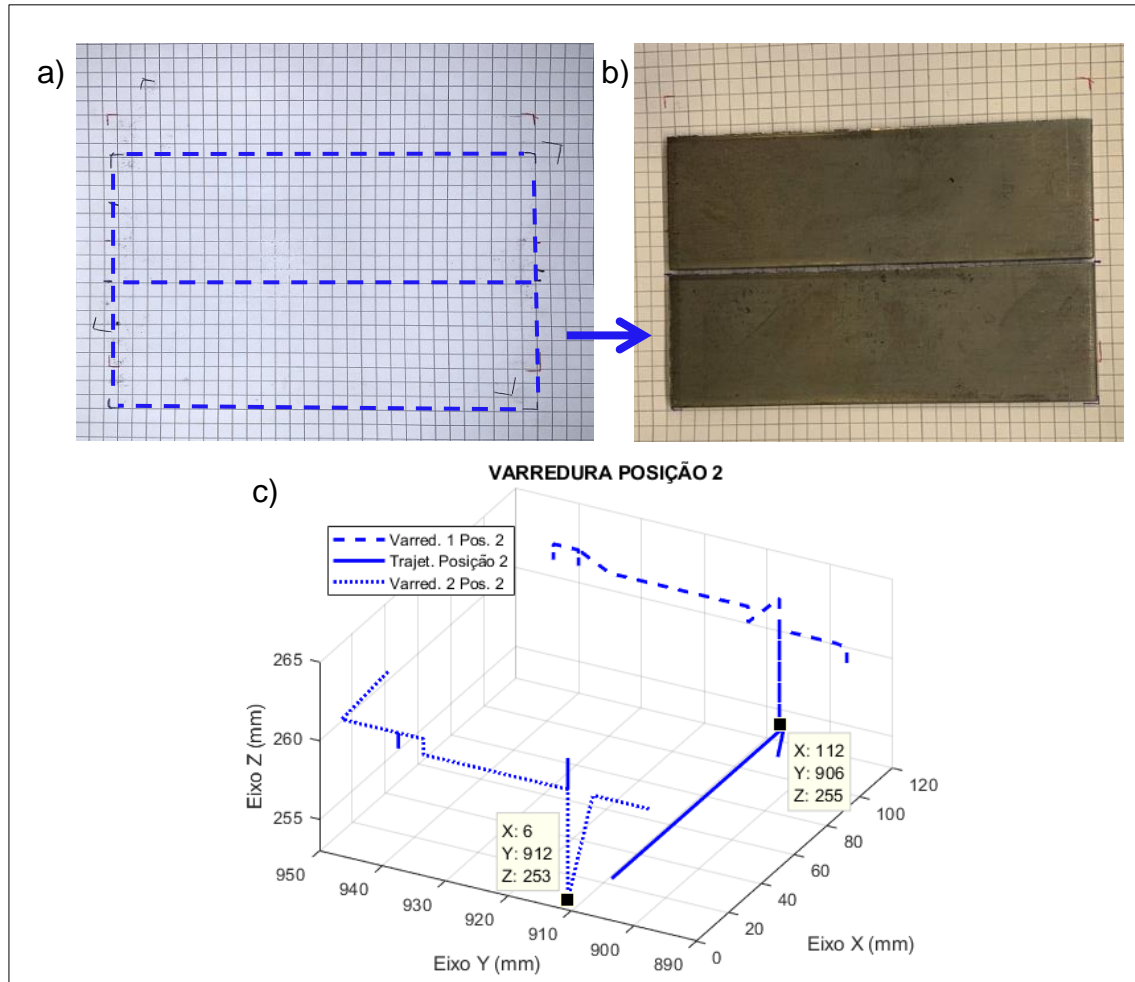 a)
b)
VARREDURA POSIÇÃO 2
c)
Varred. 1 Pos. 2
Trajet. Posição 2
Varred. 2 Pos. 2
265
260
255
Eixo Z (mm)
X: 112
Y: 906
Z: 255
X: 6
Y: 912
Z: 253
950
940
930
920
910
900
890
Eixo Y (mm)
0
20
40
60
80
100
120
Eixo X (mm)